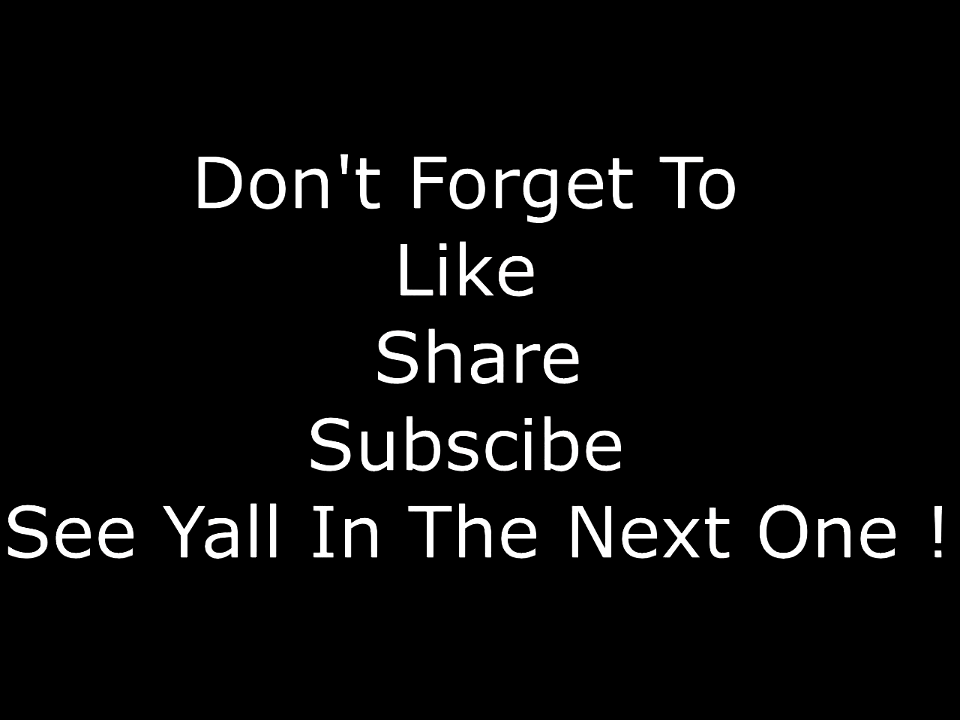 Don't Forget To
Like
Share
Subscibe
See Yall In The Next One !